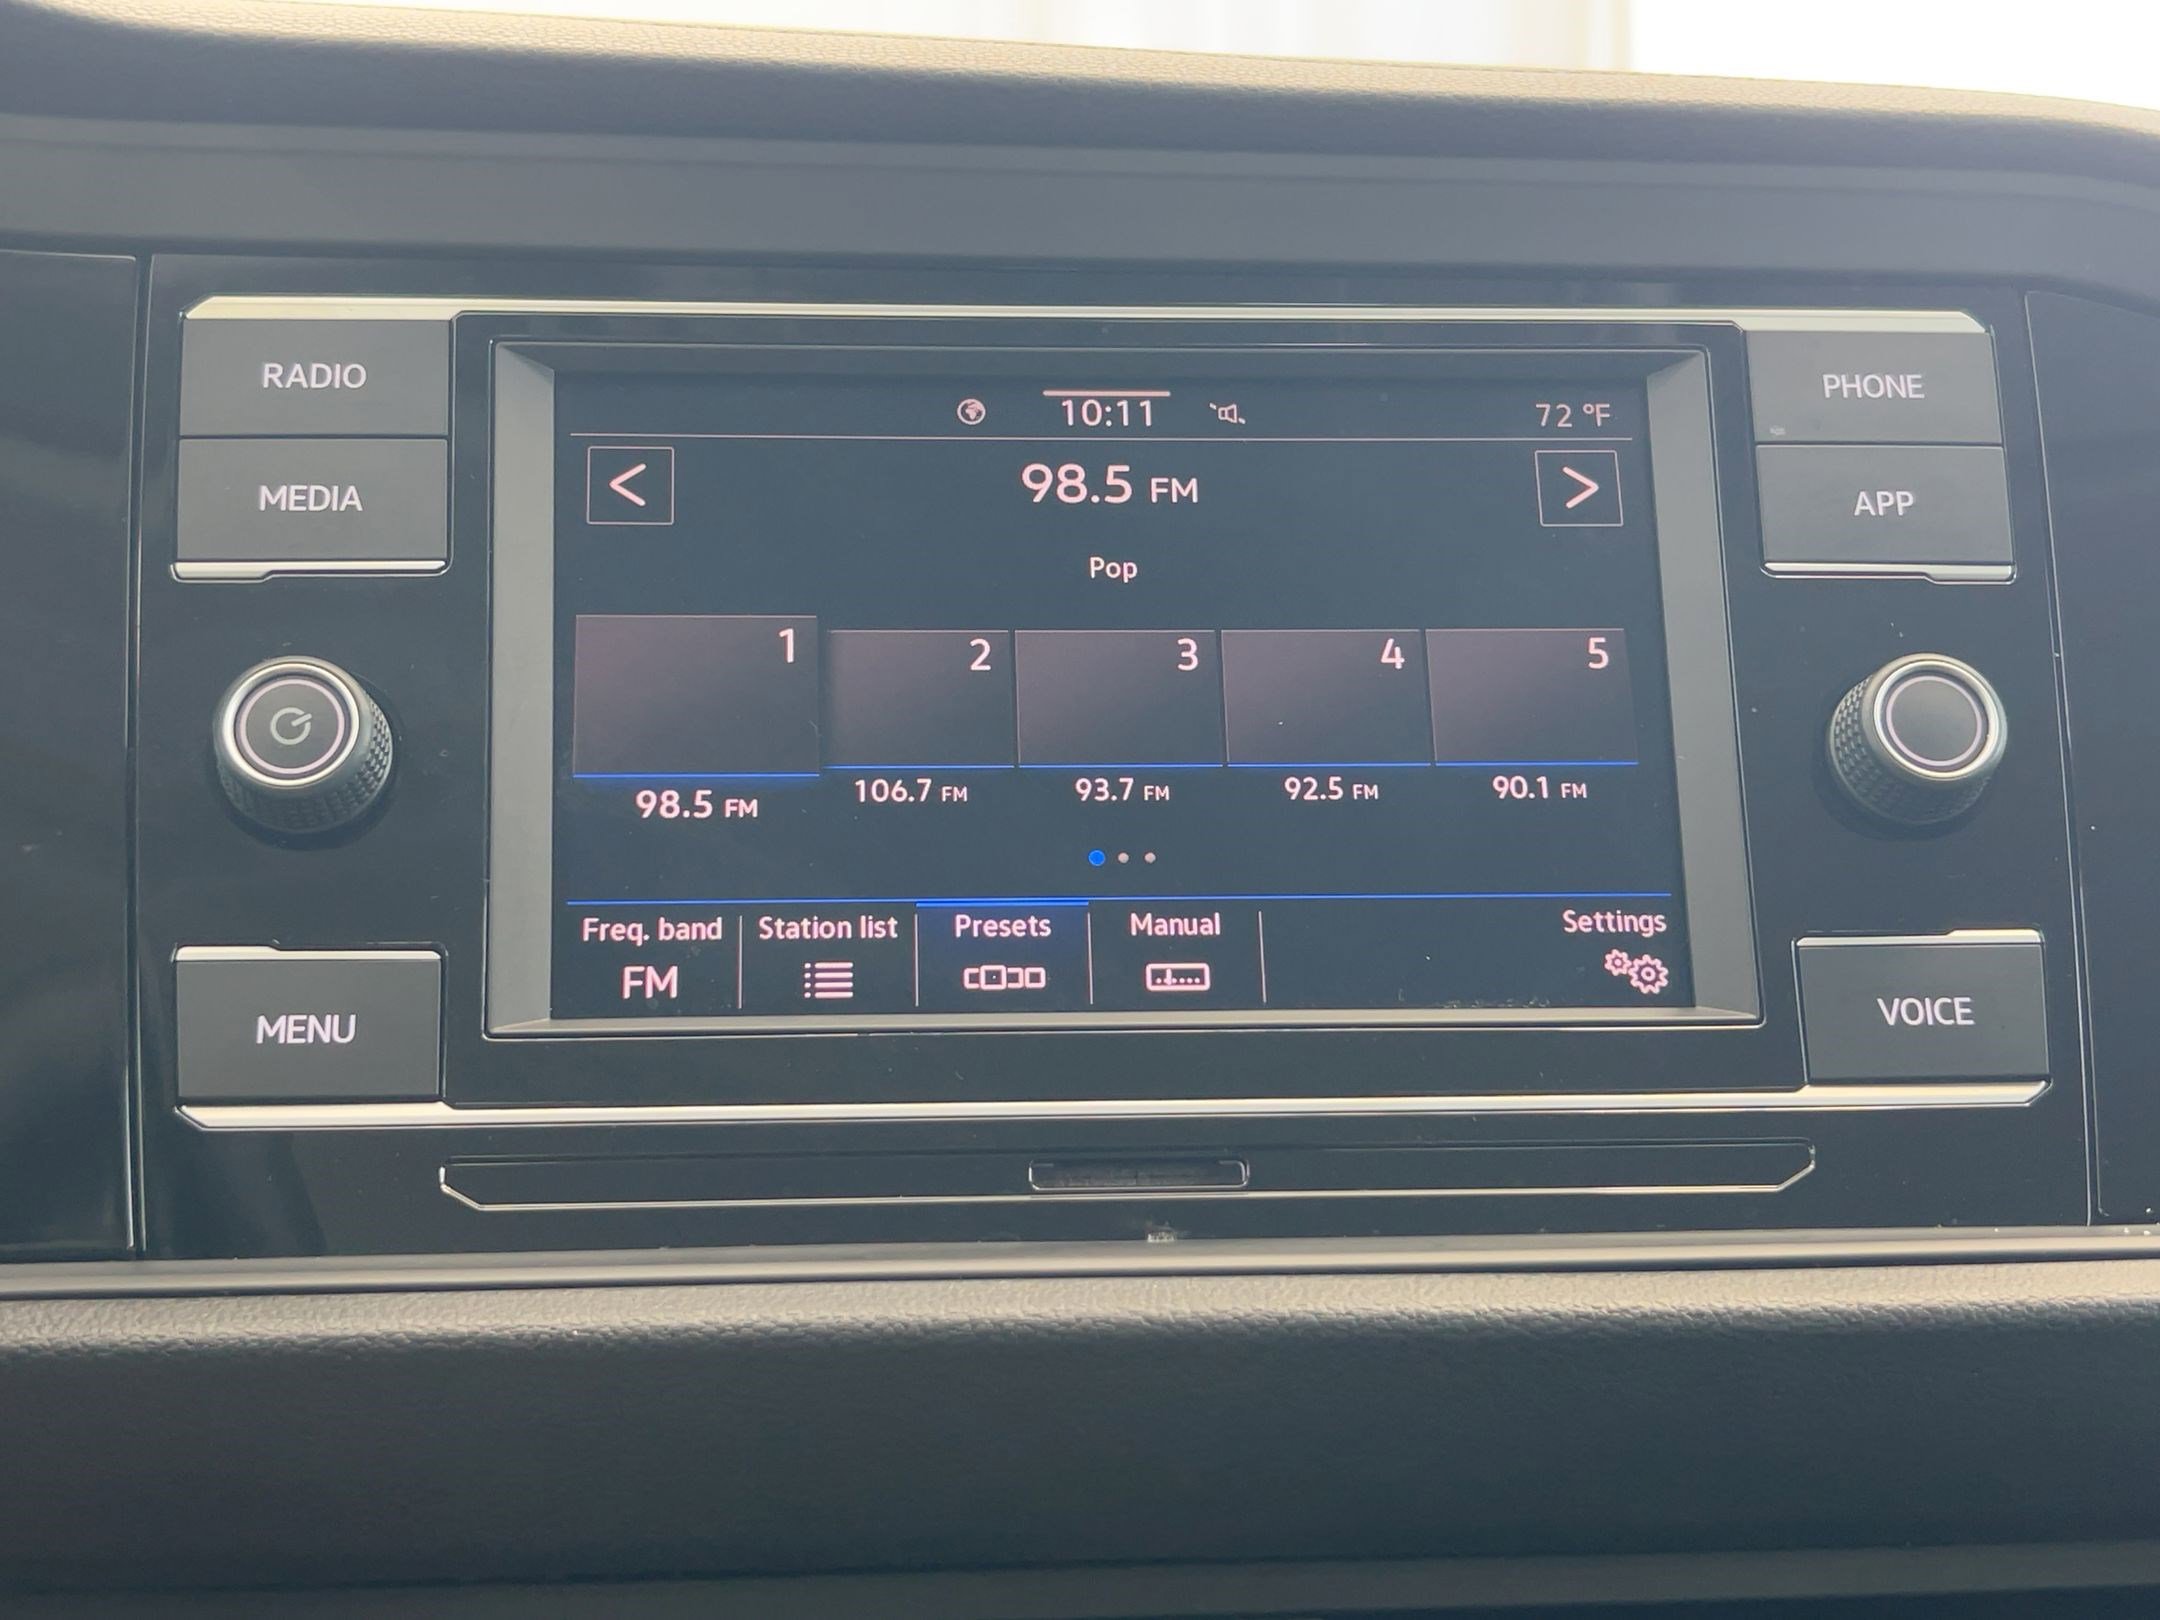 RADIO
MEDIA
MENU
10:11
72 °F
<
98.5 FM
>
Pop
1
2
3
4
5
98.5 FM
106.7 FM
93.7 FM
92.5 FM
90.1 FM
Freq. band
FM
Station list
Presets
Manual
Settings
PHONE
APP
VOICE